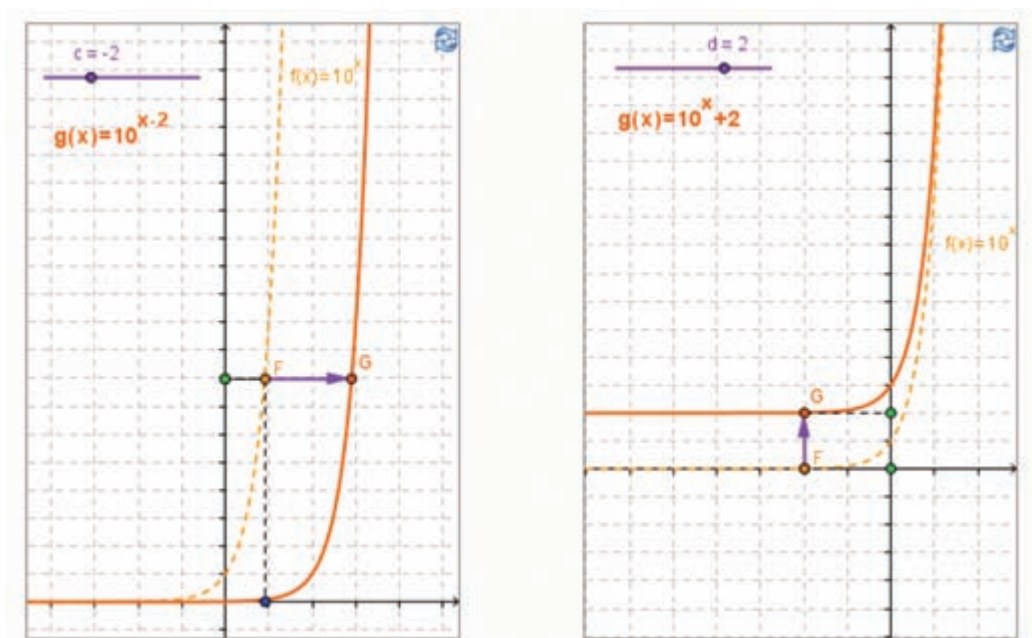 c = -2
f(x)=10^x
g(x)=10^x-2
F
G
d = 2
g(x)=10^x+2
f(x)=10^x
G
F